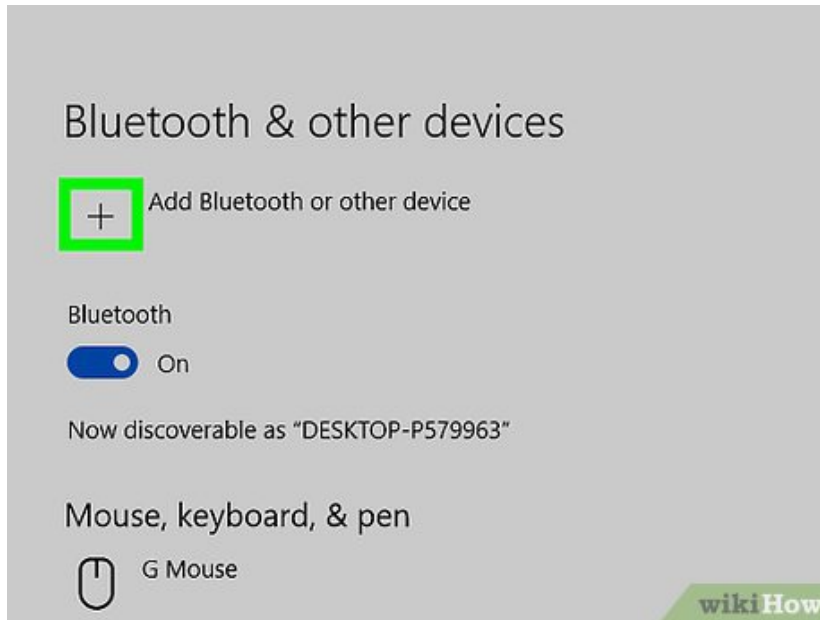 Bluetooth & other devices
+ Add Bluetooth or other device
Bluetooth
On
Now discoverable as “DESKTOP-P579963”
Mouse, keyboard, & pen
G Mouse
wikiHow